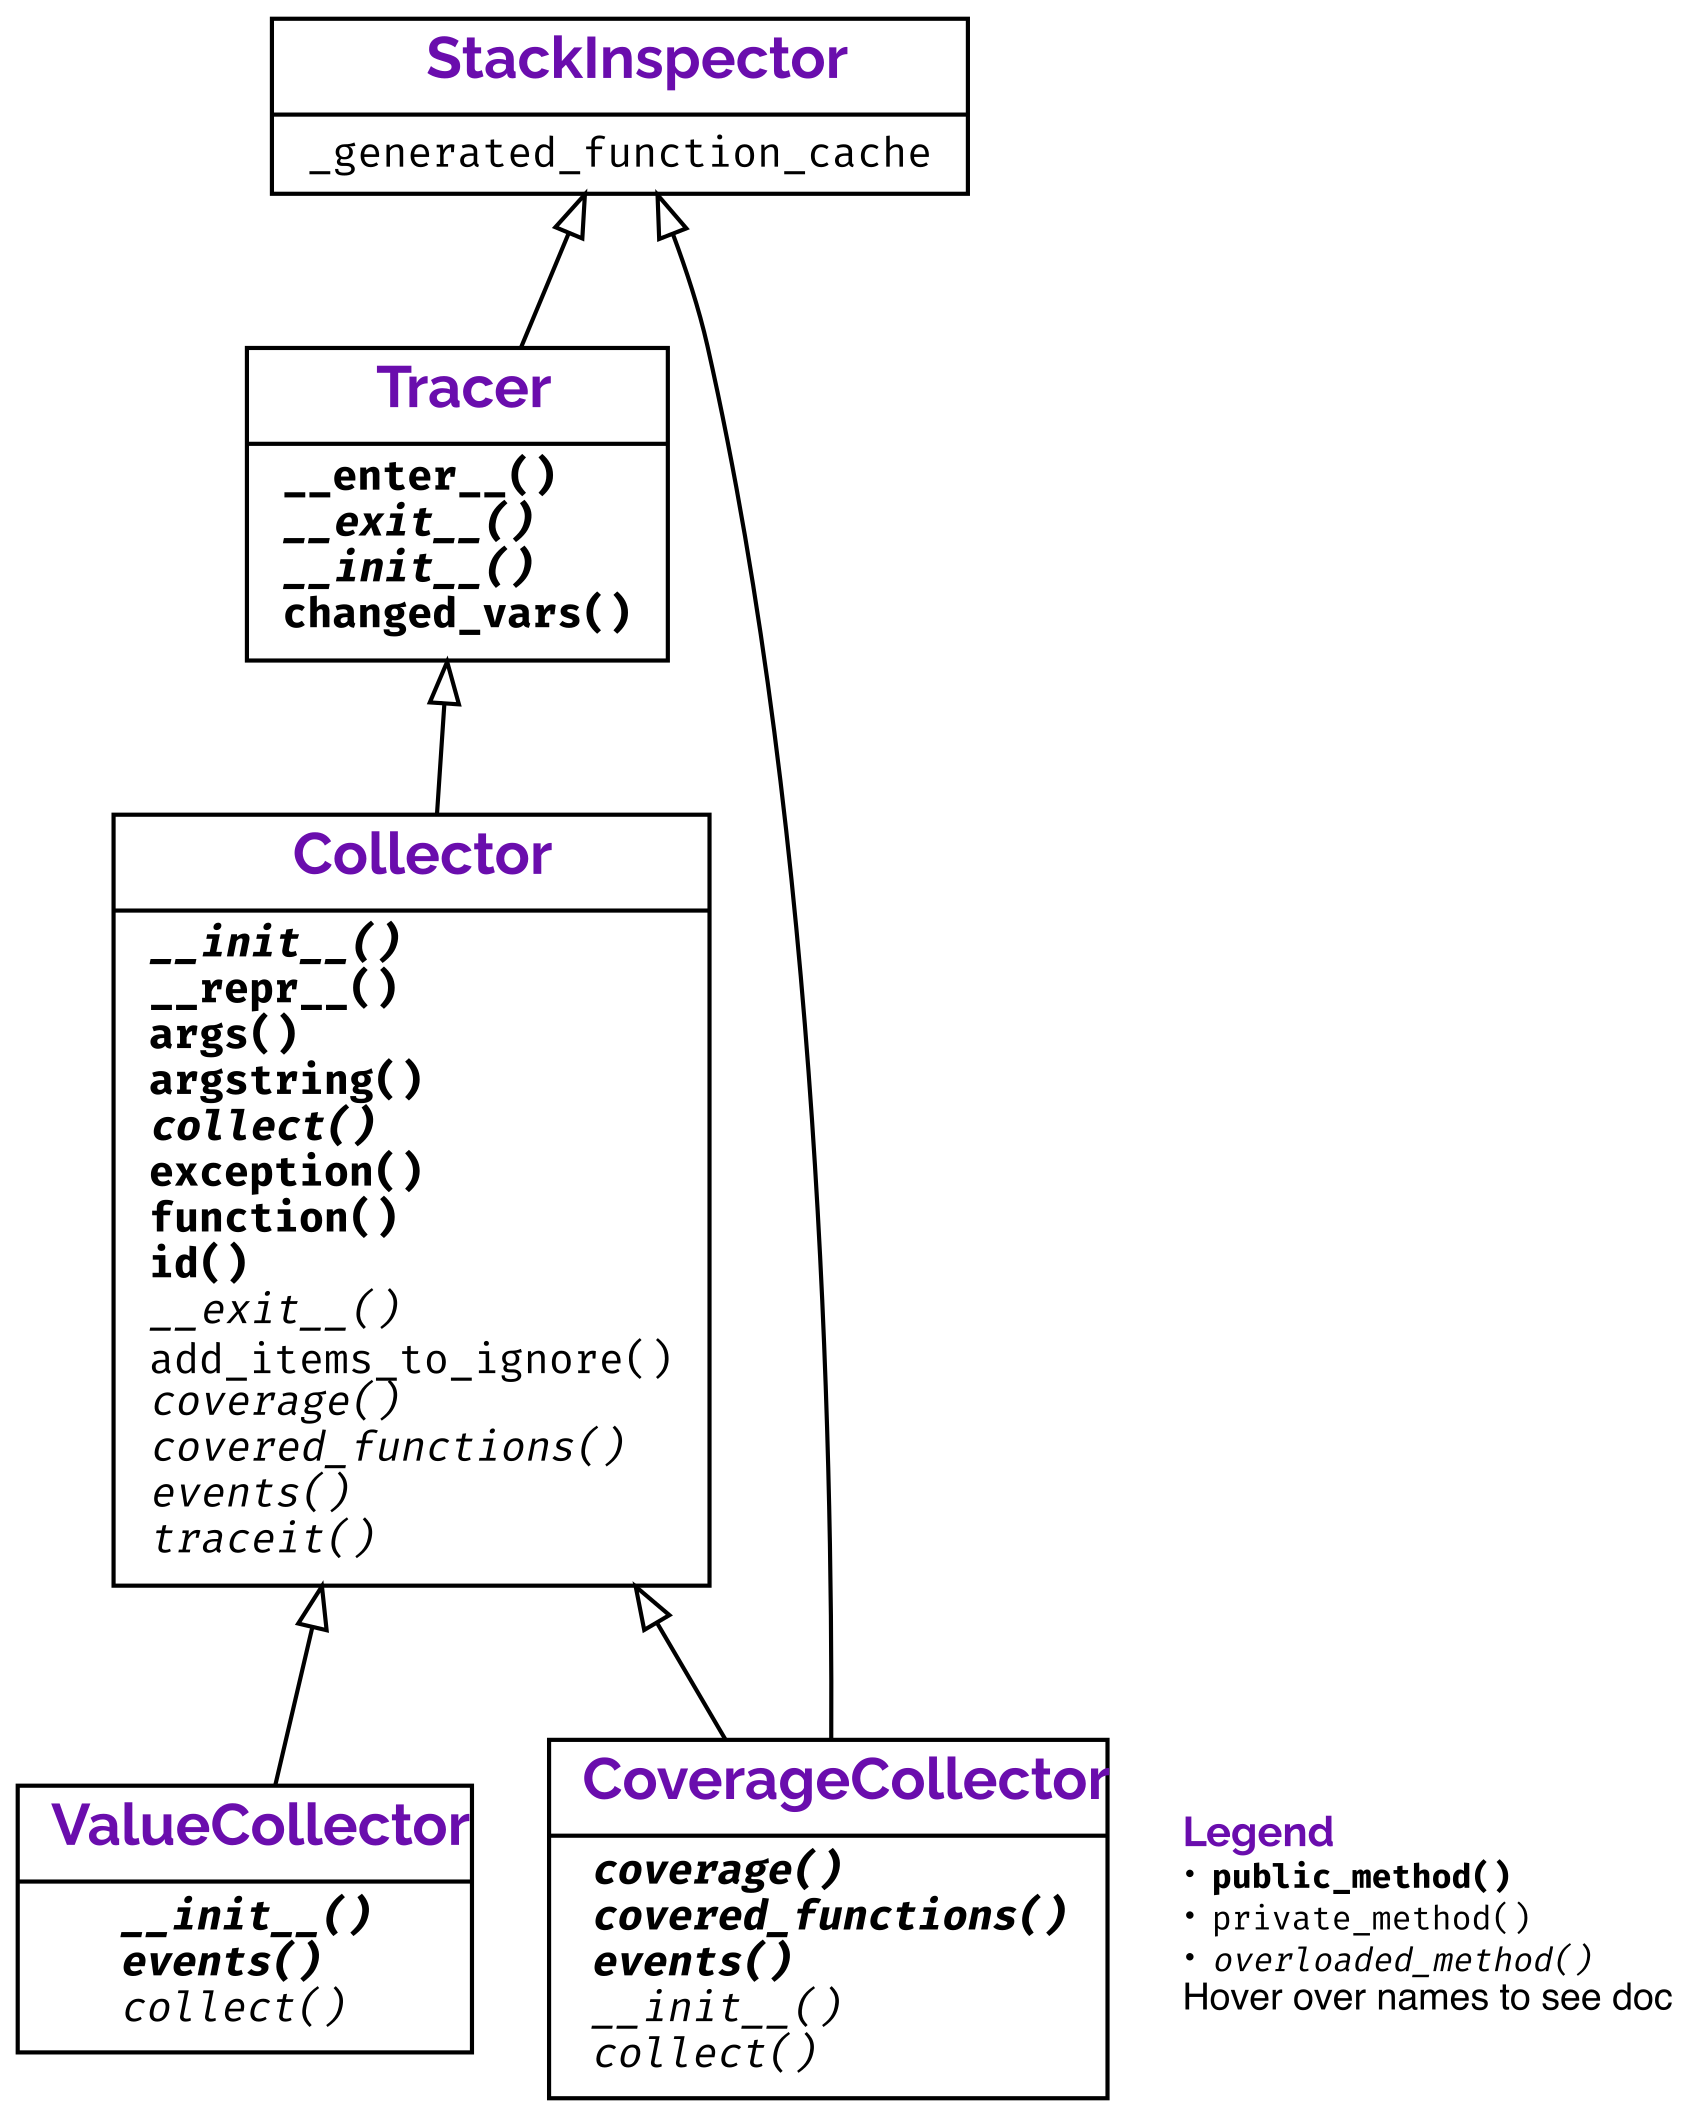 StackInspector
_generated_function_cache
Tracer
__enter__()
__exit__()
__init__()
changed_vars()
Collector
__init__()
__repr__()
args()
argstring()
collect()
exception()
function()
id()
__exit__()
add_items_to_ignore()
coverage()
covered_functions()
events()
traceit()
ValueCollector
__init__()
events()
collect()
CoverageCollector
coverage()
covered_functions()
events()
__init__()
collect()
Legend
• public_method()
• private_method()
• overloaded_method()
Hover over names to see doc